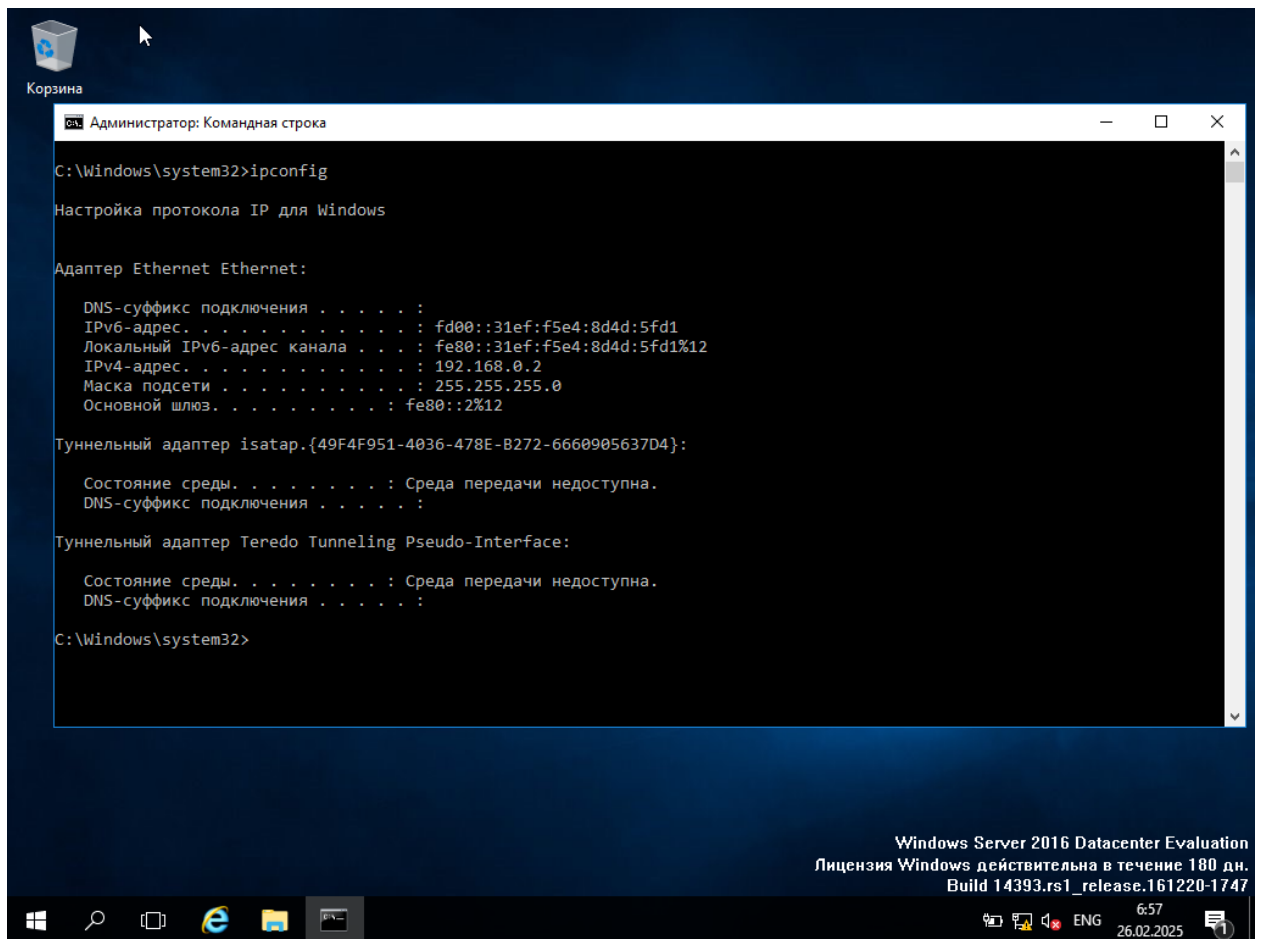 Корзина
Администратор: Командная строка
C:\Windows\system32>ipconfig
Настройка протокола IP для Windows
Адаптер Ethernet Ethernet:
DNS-суффикс подключения . . . . . :
IPv6-адрес. . . . . . . . . . . . : fd00::31ef:f5e4:8d4d:5fd1
Локальный IPv6-адрес канала . . . : fe80::31ef:f5e4:8d4d:5fd1%12
IPv4-адрес. . . . . . . . . . . . : 192.168.0.2
Маска подсети . . . . . . . . . . : 255.255.255.0
Основной шлюз. . . . . . . . . : fe80::2%12
Туннельный адаптер isatap.{49F4F951-4036-478E-B272-6660905637D4}:
Состояние среды. . . . . . . . : Среда передачи недоступна.
DNS-суффикс подключения . . . . . :
Туннельный адаптер Teredo Tunneling Pseudo-Interface:
Состояние среды. . . . . . . . : Среда передачи недоступна.
DNS-суффикс подключения . . . . . :
C:\Windows\system32>
Windows Server 2016 Datacenter Evaluation
Лицензия Windows действительна в течение 180 дн.
Build 14393.rs1_release.161220-1747
ENG
6:57
26.02.2025
1